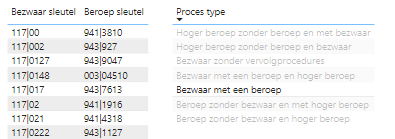 Bezwaar sleutel Beroep sleutel
117|00 941|3810
117|002 943|927
117|0127 943|9047
117|0148 003|04510
117|017 943|7613
117|02 941|1916
117|021 941|4318
117|0222 943|1127
Proces type
Hoger beroep zonder beroep en met bezwaar
Hoger beroep zonder beroep en bezwaar
Bezwaar zonder vervolgprocedures
Bezwaar met een beroep en hoger beroep
Bezwaar met een beroep
Beroep zonder bezwaar en met hoger beroep
Beroep zonder bezwaar en hoger beroep